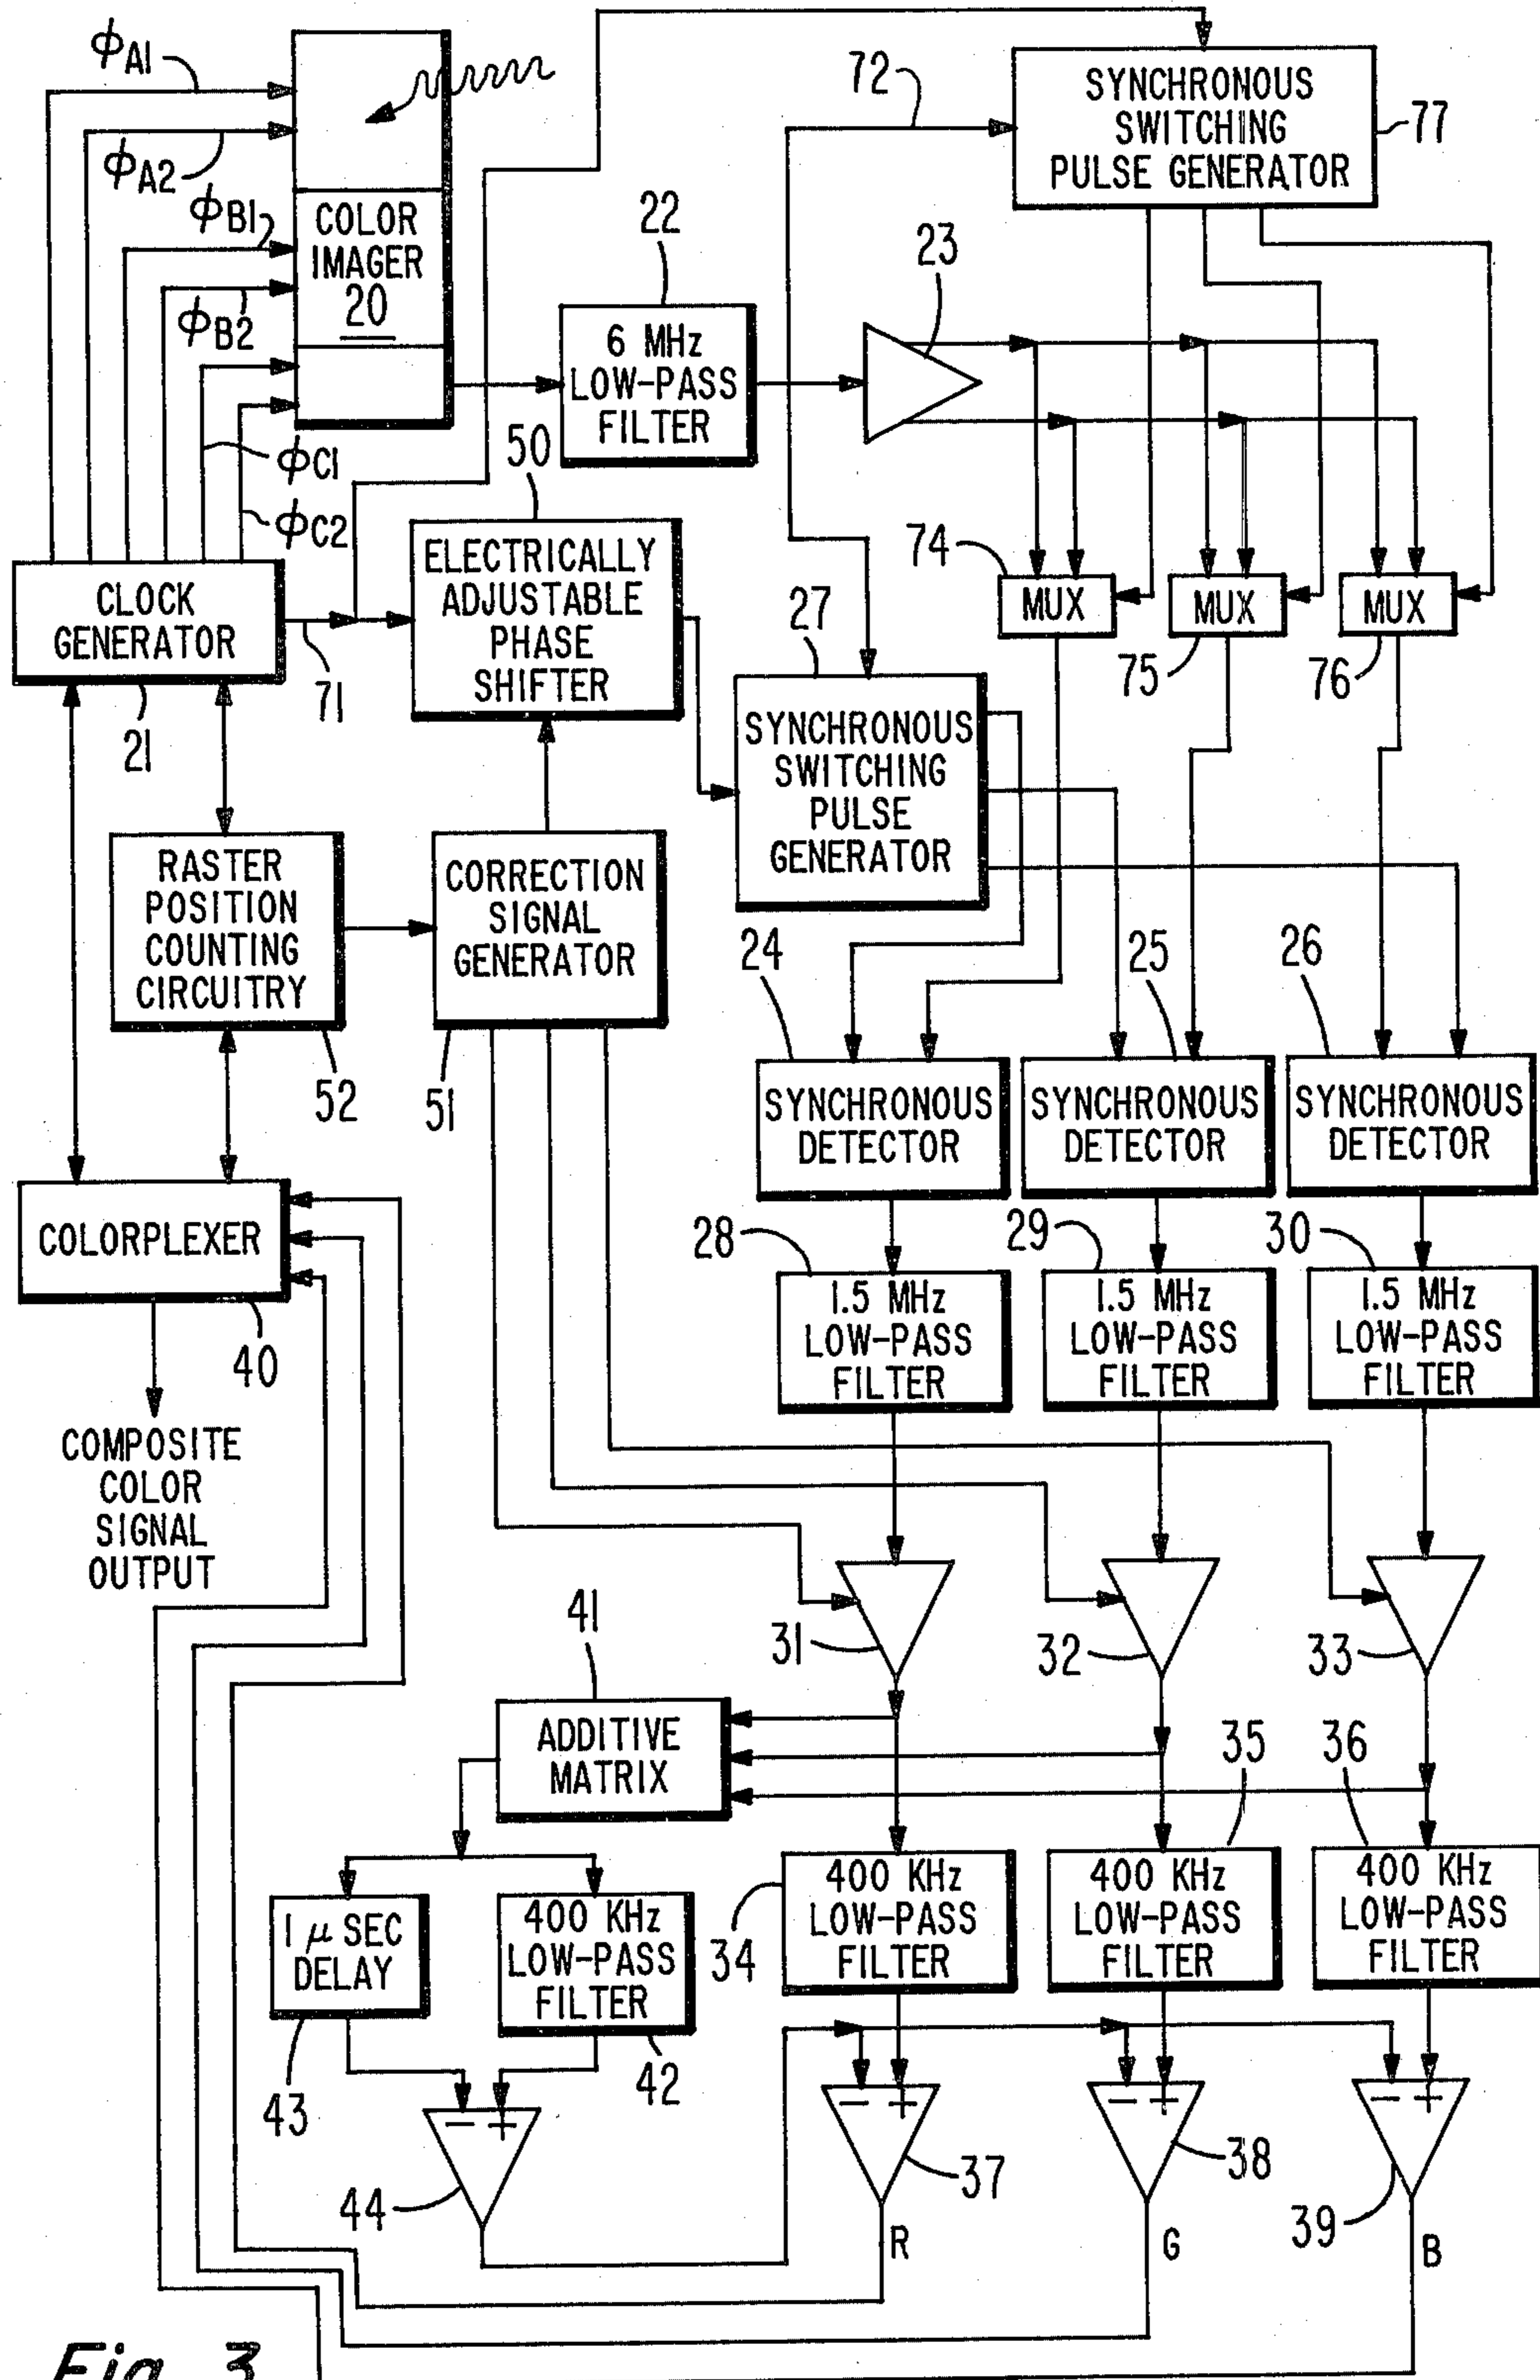 ϕA1
ϕA2
ϕB1
ϕB2
ϕC1
ϕC2
COLOR
IMAGER
20
72
SYNCHRONOUS
SWITCHING
PULSE GENERATOR
77
22
6 MHz
LOW-PASS
FILTER
23
50
ELECTRICALLY
ADJUSTABLE
PHASE
SHIFTER
CLOCK
GENERATOR
21
71
74
MUX
75
MUX
76
MUX
27
SYNCHRONOUS
SWITCHING
PULSE
GENERATOR
RASTER
POSITION
COUNTING
CIRCUITRY
52
CORRECTION
SIGNAL
GENERATOR
51
24
SYNCHRONOUS
DETECTOR
25
SYNCHRONOUS
DETECTOR
26
SYNCHRONOUS
DETECTOR
COLORPLEXER
40
COMPOSITE
COLOR
SIGNAL
OUTPUT
28
1.5 MHz
LOW-PASS
FILTER
29
1.5 MHz
LOW-PASS
FILTER
30
1.5 MHz
LOW-PASS
FILTER
31
32
33
41
ADDITIVE
MATRIX
35
36
34
400 KHz
LOW-PASS
FILTER
400 KHz
LOW-PASS
FILTER
400 KHz
LOW-PASS
FILTER
1 μ SEC
DELAY
43
400 KHz
LOW-PASS
FILTER
42
− +
44
− +
37
− +
38
− +
39
R
G
B
Fig. 3